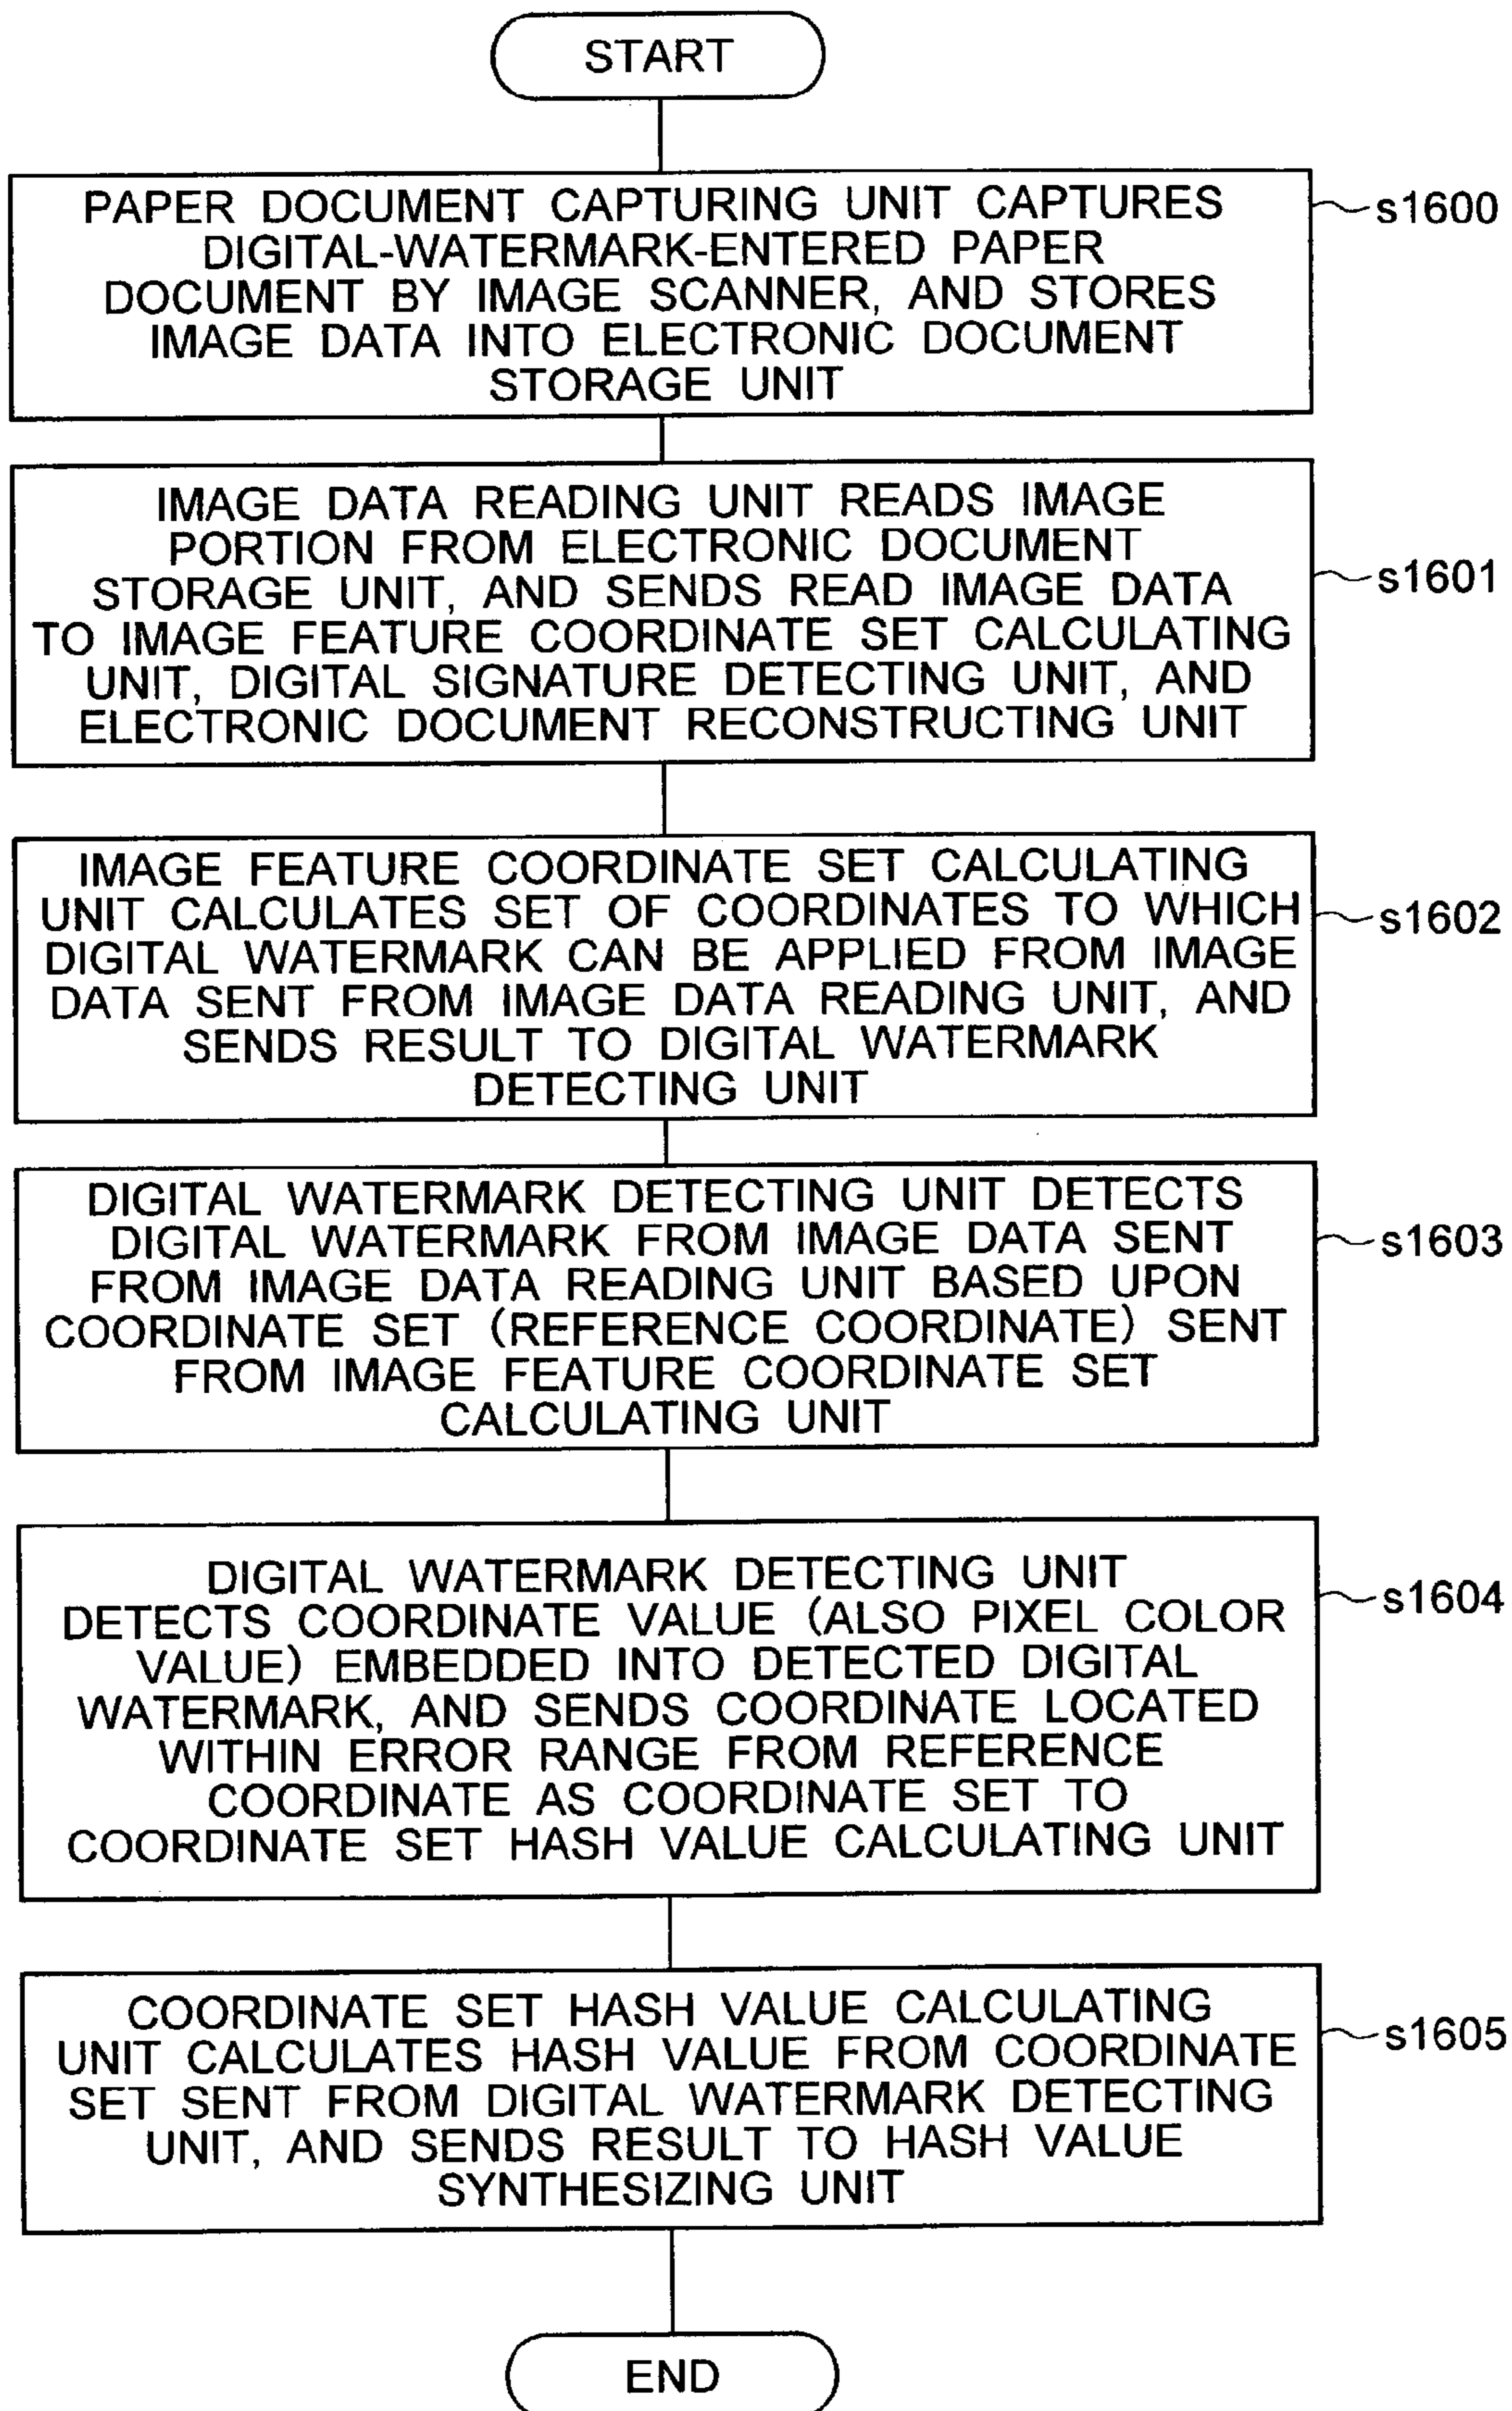 START
PAPER DOCUMENT CAPTURING UNIT CAPTURES
DIGITAL-WATERMARK-ENTERED PAPER
DOCUMENT BY IMAGE SCANNER, AND STORES
IMAGE DATA INTO ELECTRONIC DOCUMENT
STORAGE UNIT
s1600
IMAGE DATA READING UNIT READS IMAGE
PORTION FROM ELECTRONIC DOCUMENT
STORAGE UNIT, AND SENDS READ IMAGE DATA
TO IMAGE FEATURE COORDINATE SET CALCULATING
UNIT, DIGITAL SIGNATURE DETECTING UNIT, AND
ELECTRONIC DOCUMENT RECONSTRUCTING UNIT
s1601
IMAGE FEATURE COORDINATE SET CALCULATING
UNIT CALCULATES SET OF COORDINATES TO WHICH
DIGITAL WATERMARK CAN BE APPLIED FROM IMAGE
DATA SENT FROM IMAGE DATA READING UNIT, AND
SENDS RESULT TO DIGITAL WATERMARK
DETECTING UNIT
s1602
DIGITAL WATERMARK DETECTING UNIT DETECTS
DIGITAL WATERMARK FROM IMAGE DATA SENT
FROM IMAGE DATA READING UNIT BASED UPON
COORDINATE SET (REFERENCE COORDINATE) SENT
FROM IMAGE FEATURE COORDINATE SET
CALCULATING UNIT
s1603
DIGITAL WATERMARK DETECTING UNIT
DETECTS COORDINATE VALUE (ALSO PIXEL COLOR
VALUE) EMBEDDED INTO DETECTED DIGITAL
WATERMARK, AND SENDS COORDINATE LOCATED
WITHIN ERROR RANGE FROM REFERENCE
COORDINATE AS COORDINATE SET TO
COORDINATE SET HASH VALUE CALCULATING UNIT
s1604
COORDINATE SET HASH VALUE CALCULATING
UNIT CALCULATES HASH VALUE FROM COORDINATE
SET SENT FROM DIGITAL WATERMARK DETECTING
UNIT, AND SENDS RESULT TO HASH VALUE
SYNTHESIZING UNIT
s1605
END